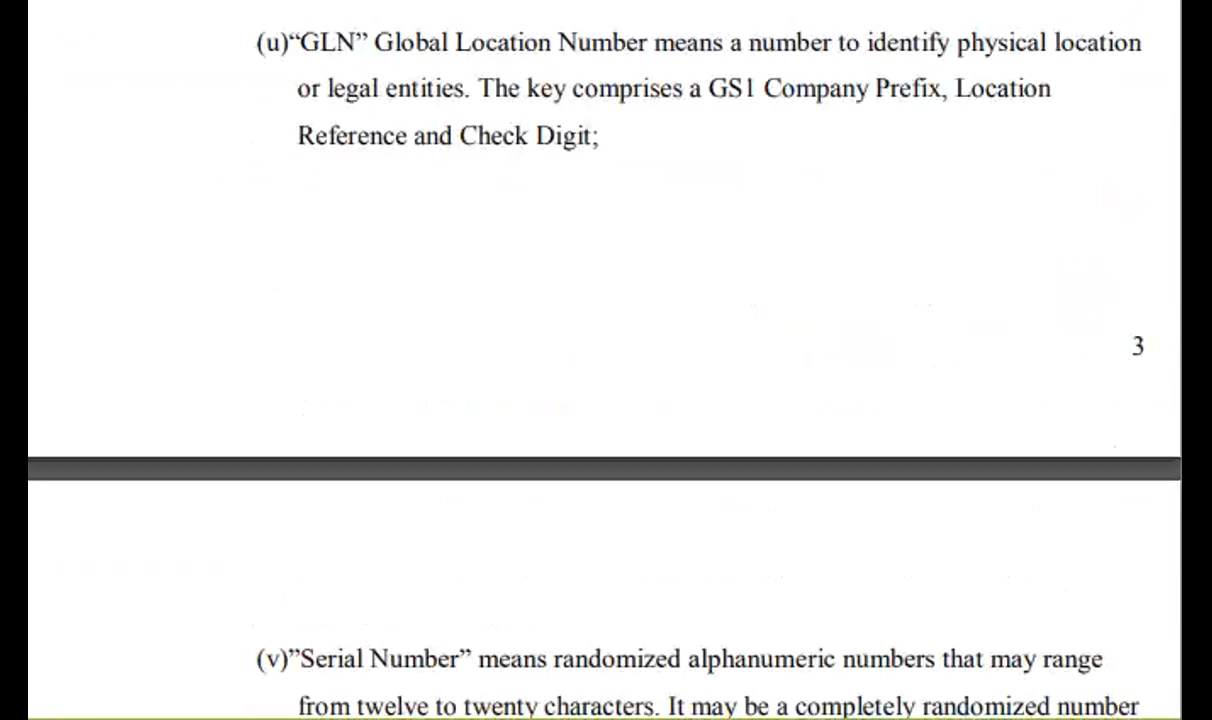 (u)“GLN” Global Location Number means a number to identify physical location
or legal entities. The key comprises a GS1 Company Prefix, Location
Reference and Check Digit;
3
(v)”Serial Number” means randomized alphanumeric numbers that may range
from twelve to twenty characters. It may be a completely randomized number